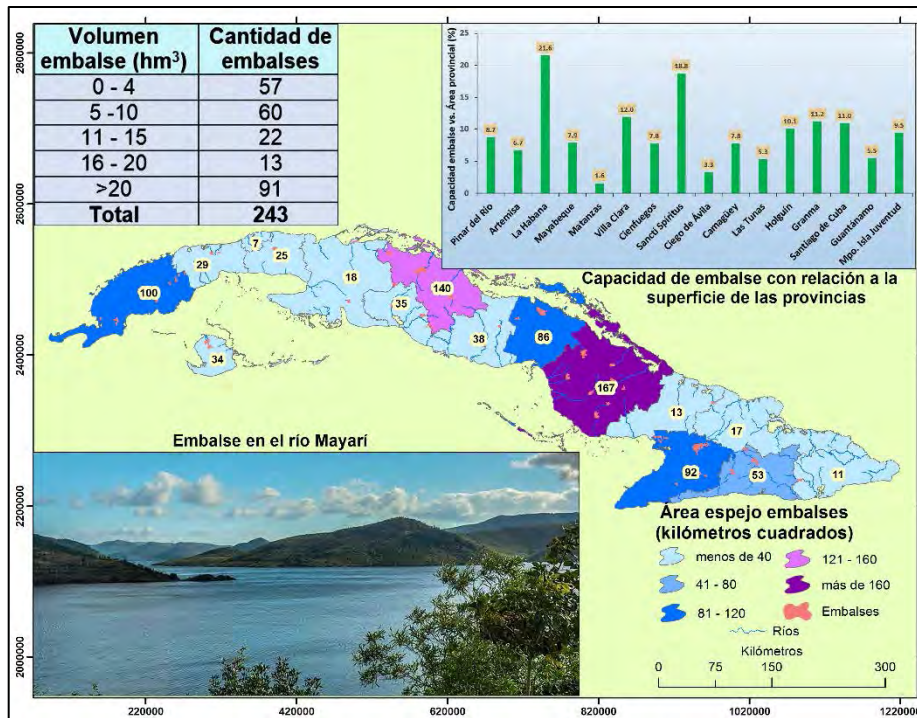 Volumen embalse (hm³)
Cantidad de embalses
0 - 4
57
5 -10
60
11 - 15
22
16 - 20
13
>20
91
Total
243
Capacidad embalse vs. Área provincial (%)
25
20
15
10
5
0
8.7
6.7
21.6
7.9
1.6
12.0
7.8
18.8
3.3
7.8
5.3
10.1
11.2
11.0
5.5
9.5
Pinar del Río
Artemisa
La Habana
Mayabeque
Matanzas
Villa Clara
Cienfuegos
Sancti Spíritus
Ciego de Ávila
Camagüey
Las Tunas
Holguín
Granma
Santiago de Cuba
Guantánamo
Mpo. Isla Juventud
Capacidad de embalse con relación a la
superficie de las provincias
100
29
7
25
18
35
140
38
86
34
167
13
17
92
53
11
Embalse en el río Mayarí
Área espejo embalses
(kilómetros cuadrados)
menos de 40
41 - 80
81 - 120
121 - 160
más de 160
Embalses
Ríos
Kilómetros
0
75
150
300
2800000
2600000
2400000
2200000
2000000
220000
420000
620000
820000
1020000
1220000